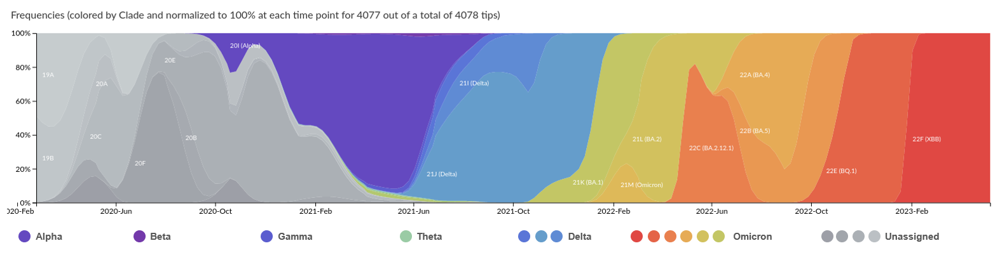 Frequencies (colored by Clade and normalized to 100% at each time point for 4077 out of a total of 4078 tips)
100%
80%
60%
40%
20%
0%
19A
19B
20A
20C
20E
20F
20B
20I (Alpha)
21I (Delta)
21J (Delta)
21K (BA.1)
21L (BA.2)
21M (Omicron)
22C (BA.2.12.1)
22A (BA.4)
22B (BA.5)
22E (BQ.1)
22F (XBB)
20-Feb 2020-Jun 2020-Oct 2021-Feb 2021-Jun 2021-Oct 2022-Feb 2022-Jun 2022-Oct 2023-Feb
Alpha Beta Gamma Theta Delta Omicron Unassigned